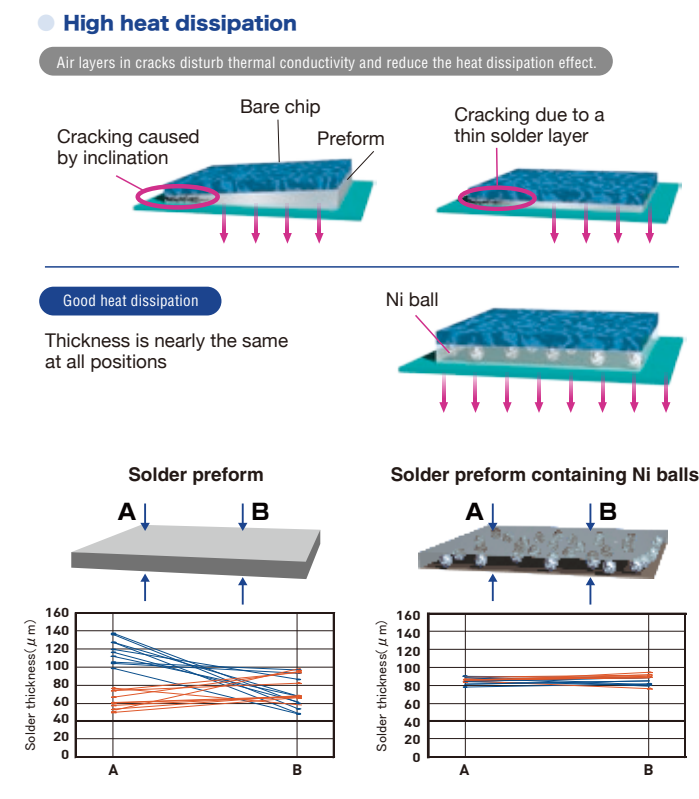 High heat dissipation
Air layers in cracks disturb thermal conductivity and reduce the heat dissipation effect.
Bare chip
Cracking caused
by inclination
Preform
Cracking due to a
thin solder layer
Good heat dissipation
Ni ball
Thickness is nearly the same
at all positions
Solder preform
A
B
Solder thickness(μm)
160
140
120
100
80
60
40
20
0
A
B
Solder preform containing Ni balls
A
B
Solder thickness(μm)
160
140
120
100
80
60
40
20
0
A
B